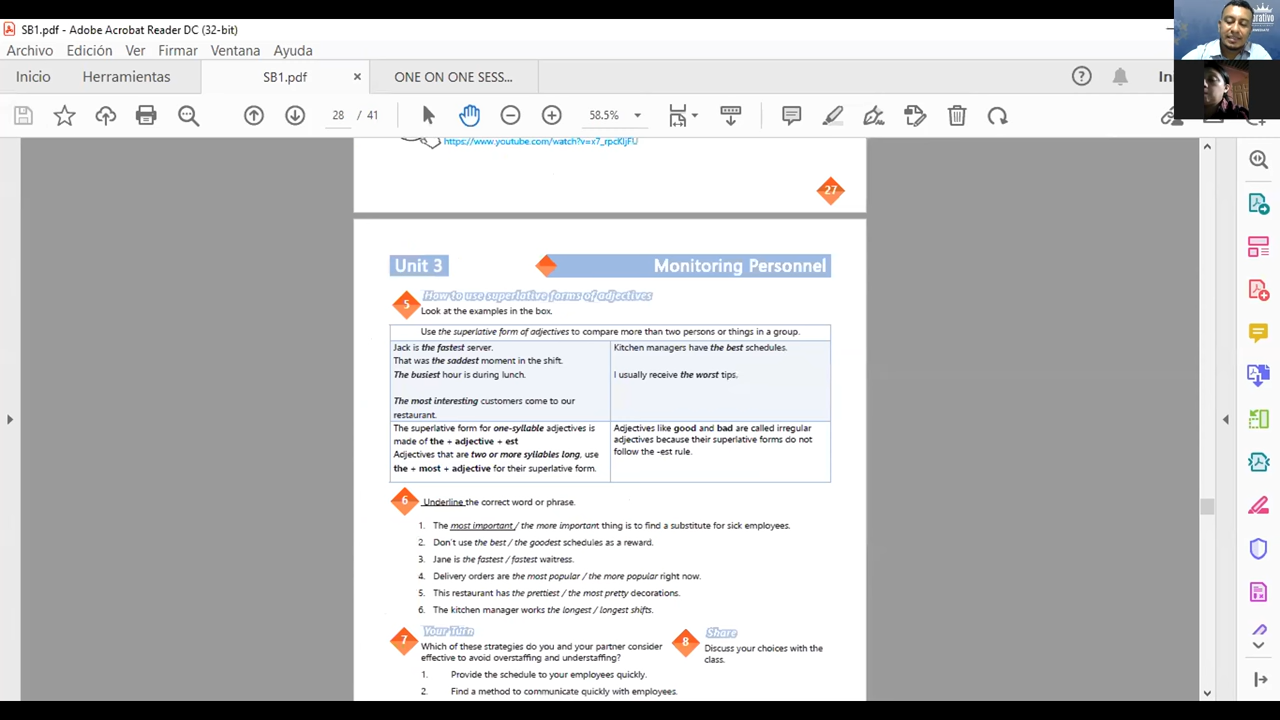 SB1.pdf - Adobe Acrobat Reader DC (32-bit)
Archivo Edición Ver Firmar Ventana Ayuda
Inicio Herramientas SB1.pdf × ONE ON ONE SESS...
28 / 41 58.5%
https://www.youtube.com/watch?v=x7_rpcKIjFU
27
Unit 3 Monitoring Personnel
5 How to use superlative forms of adjectives
Look at the examples in the box.
Use the superlative form of adjectives to compare more than two persons or things in a group.
Jack is the fastest server.
That was the saddest moment in the shift.
The busiest hour is during lunch.
The most interesting customers come to our
restaurant.
Kitchen managers have the best schedules.
I usually receive the worst tips.
The superlative form for one-syllable adjectives is
made of the + adjective + est
Adjectives that are two or more syllables long, use
the + most + adjective for their superlative form.
Adjectives like good and bad are called irregular
adjectives because their superlative forms do not
follow the -est rule.
6 Underline the correct word or phrase.
1. The most important / the more important thing is to find a substitute for sick employees.
2. Don´t use the best / the goodest schedules as a reward.
3. Jane is the fastest / fastest waitress.
4. Delivery orders are the most popular / the more popular right now.
5. This restaurant has the prettiest / the most pretty decorations.
6. The kitchen manager works the longest / longest shifts.
7 Your Turn
Which of these strategies do you and your partner consider
effective to avoid overstaffing and understaffing?
1. Provide the schedule to your employees quickly.
2. Find a method to communicate quickly with employees.
8 Share
Discuss your choices with the
class.